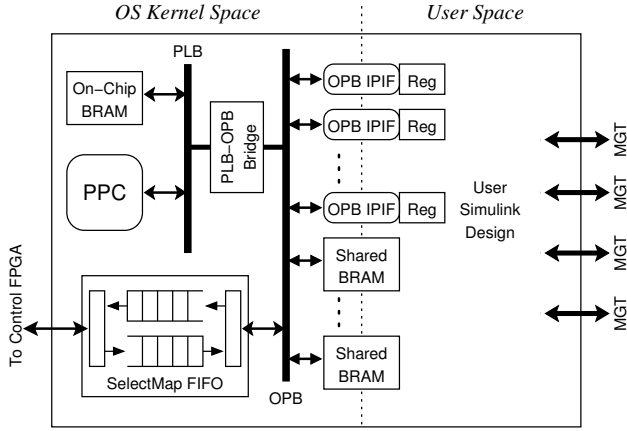 OS Kernel Space
User Space
PLB
On-Chip
BRAM
PPC
PLB-OPB
Bridge
OPB IPIF
Reg
OPB IPIF
Reg
OPB IPIF
Reg
Shared
BRAM
Shared
BRAM
User
Simulink
Design
MGT
MGT
MGT
MGT
To Control FPGA
SelectMap FIFO
OPB